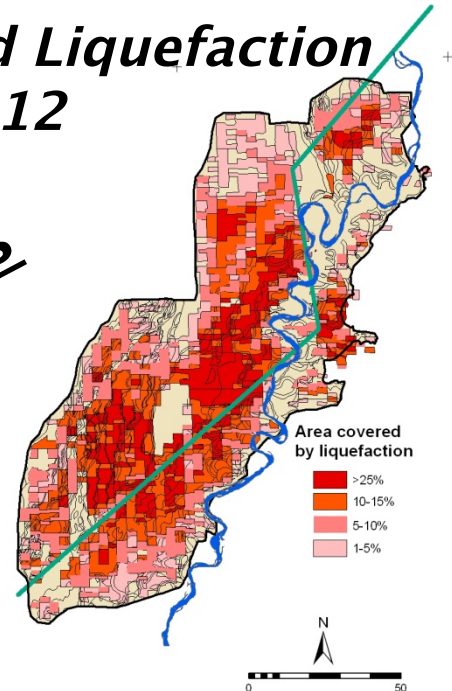 d Liquefaction
12
Area covered
by liquefaction
>25%
10-15%
5-10%
1-5%
N
0 50